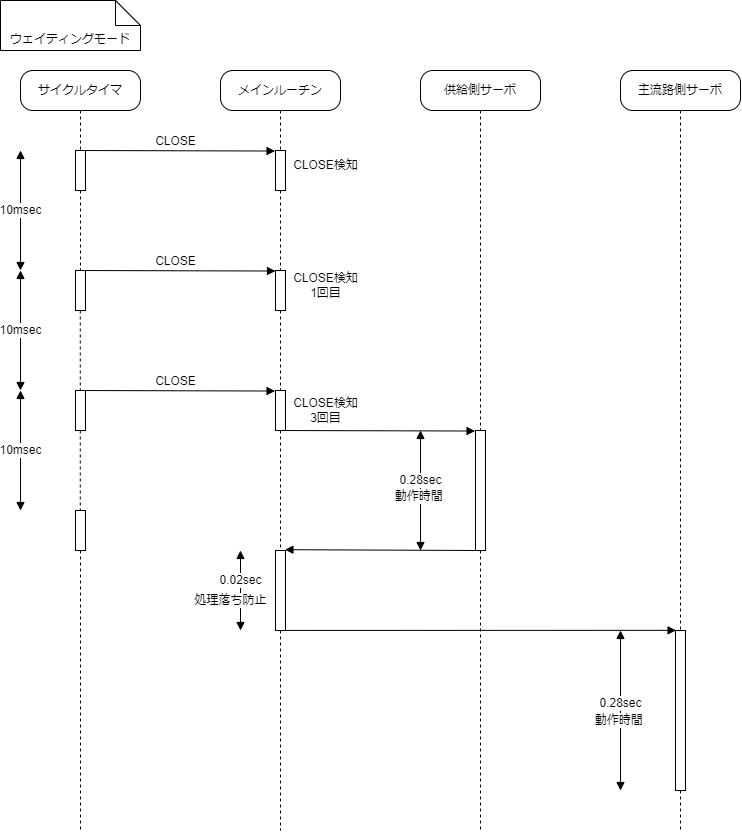 ウェイティングモード
サイクルタイマ
メインルーチン
供給側サーボ
主流路側サーボ
CLOSE
CLOSE検知
10msec
CLOSE
CLOSE検知
1回目
10msec
CLOSE
CLOSE検知
3回目
10msec
0.28sec
動作時間
0.02sec
処理落ち防止
0.28sec
動作時間